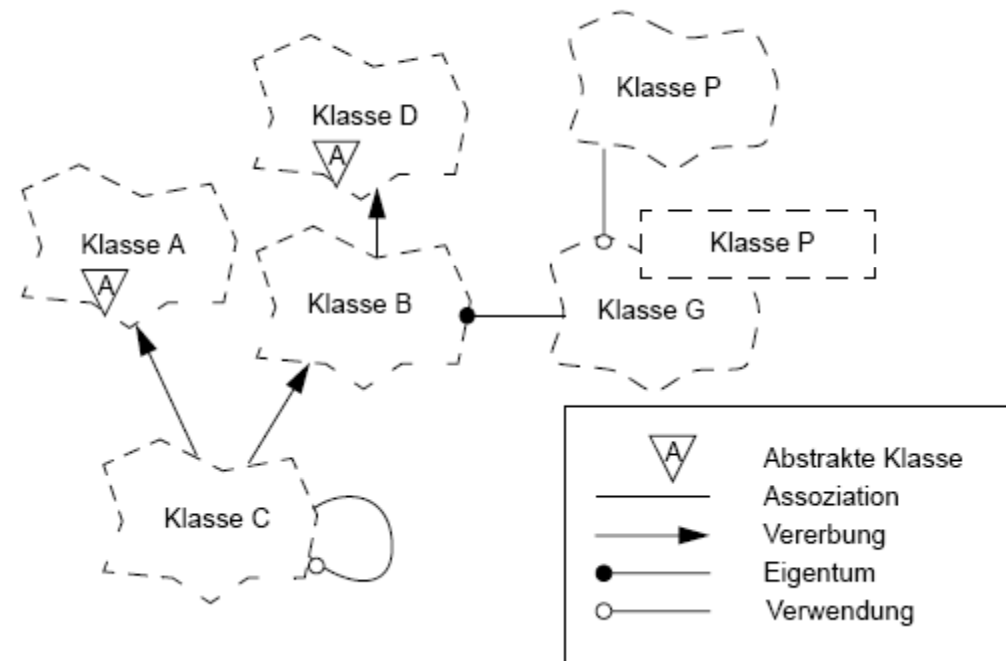 Klasse P
Klasse D
A
Klasse P
Klasse A
A
Klasse B
Klasse G
A
Abstrakte Klasse
Assoziation
Klasse C
Vererbung
Eigentum
Verwendung